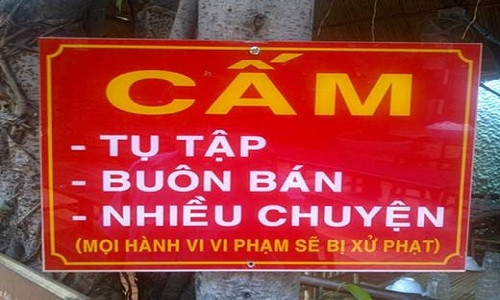 CẤM
- TỤ TẬP
- BUÔN BÁN
- NHIỀU CHUYỆN
(MỌI HÀNH VI VI PHẠM SẼ BỊ XỬ PHẠT)